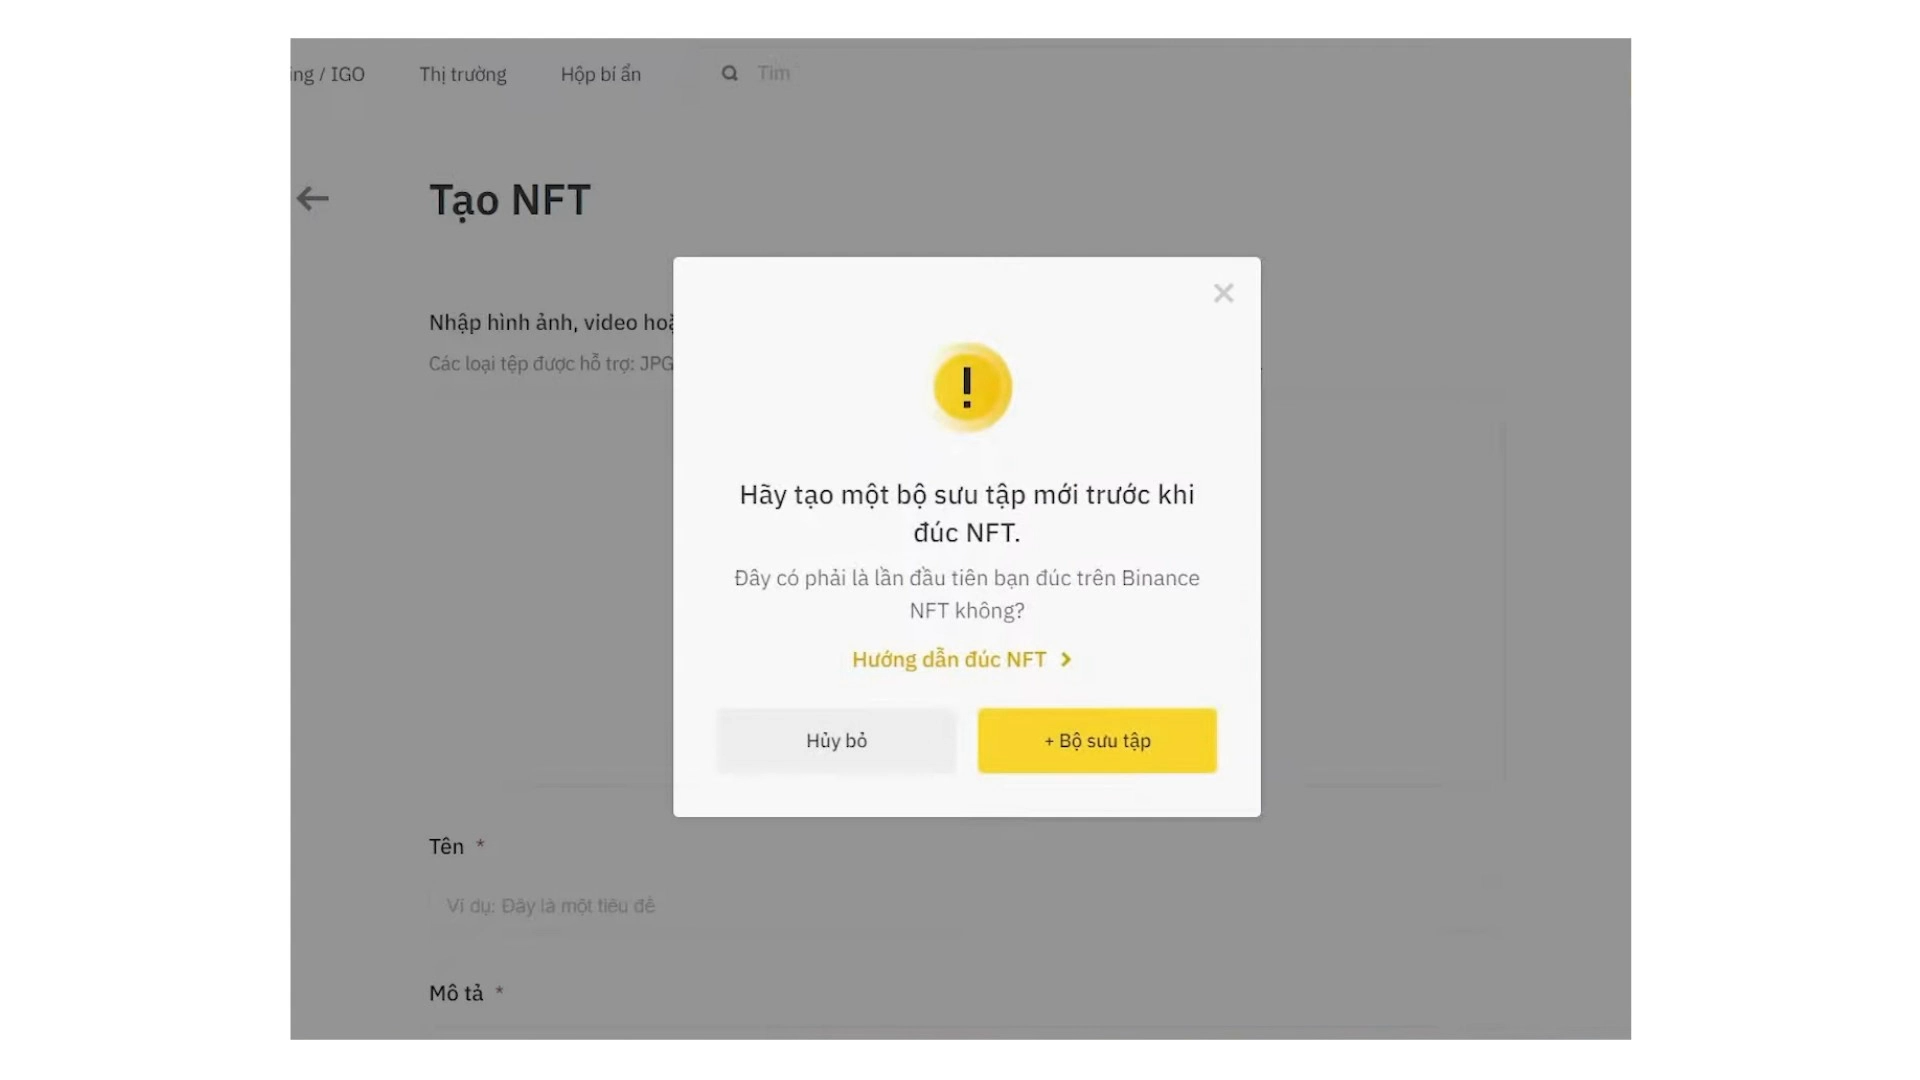 ing / IGO Thị trường Hộp bí ẩn Tìm
Tạo NFT
Nhập hình ảnh, video hoặ
Các loại tệp được hỗ trợ: JPG
!
Hãy tạo một bộ sưu tập mới trước khi
đúc NFT.
Đây có phải là lần đầu tiên bạn đúc trên Binance
NFT không?
Hướng dẫn đúc NFT
Hủy bỏ + Bộ sưu tập
Tên *
Ví dụ: Đây là một tiêu đề
Mô tả *